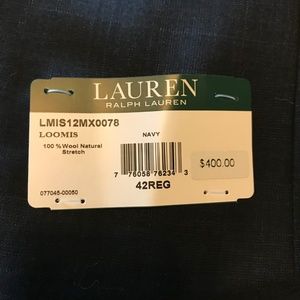 LAUREN
RALPH LAUREN
LMIS12MX0078
LOOMIS
NAVY
100 % Wool Natural
Stretch
7 76058 76234 3
42REG
$400.00
077045-00050